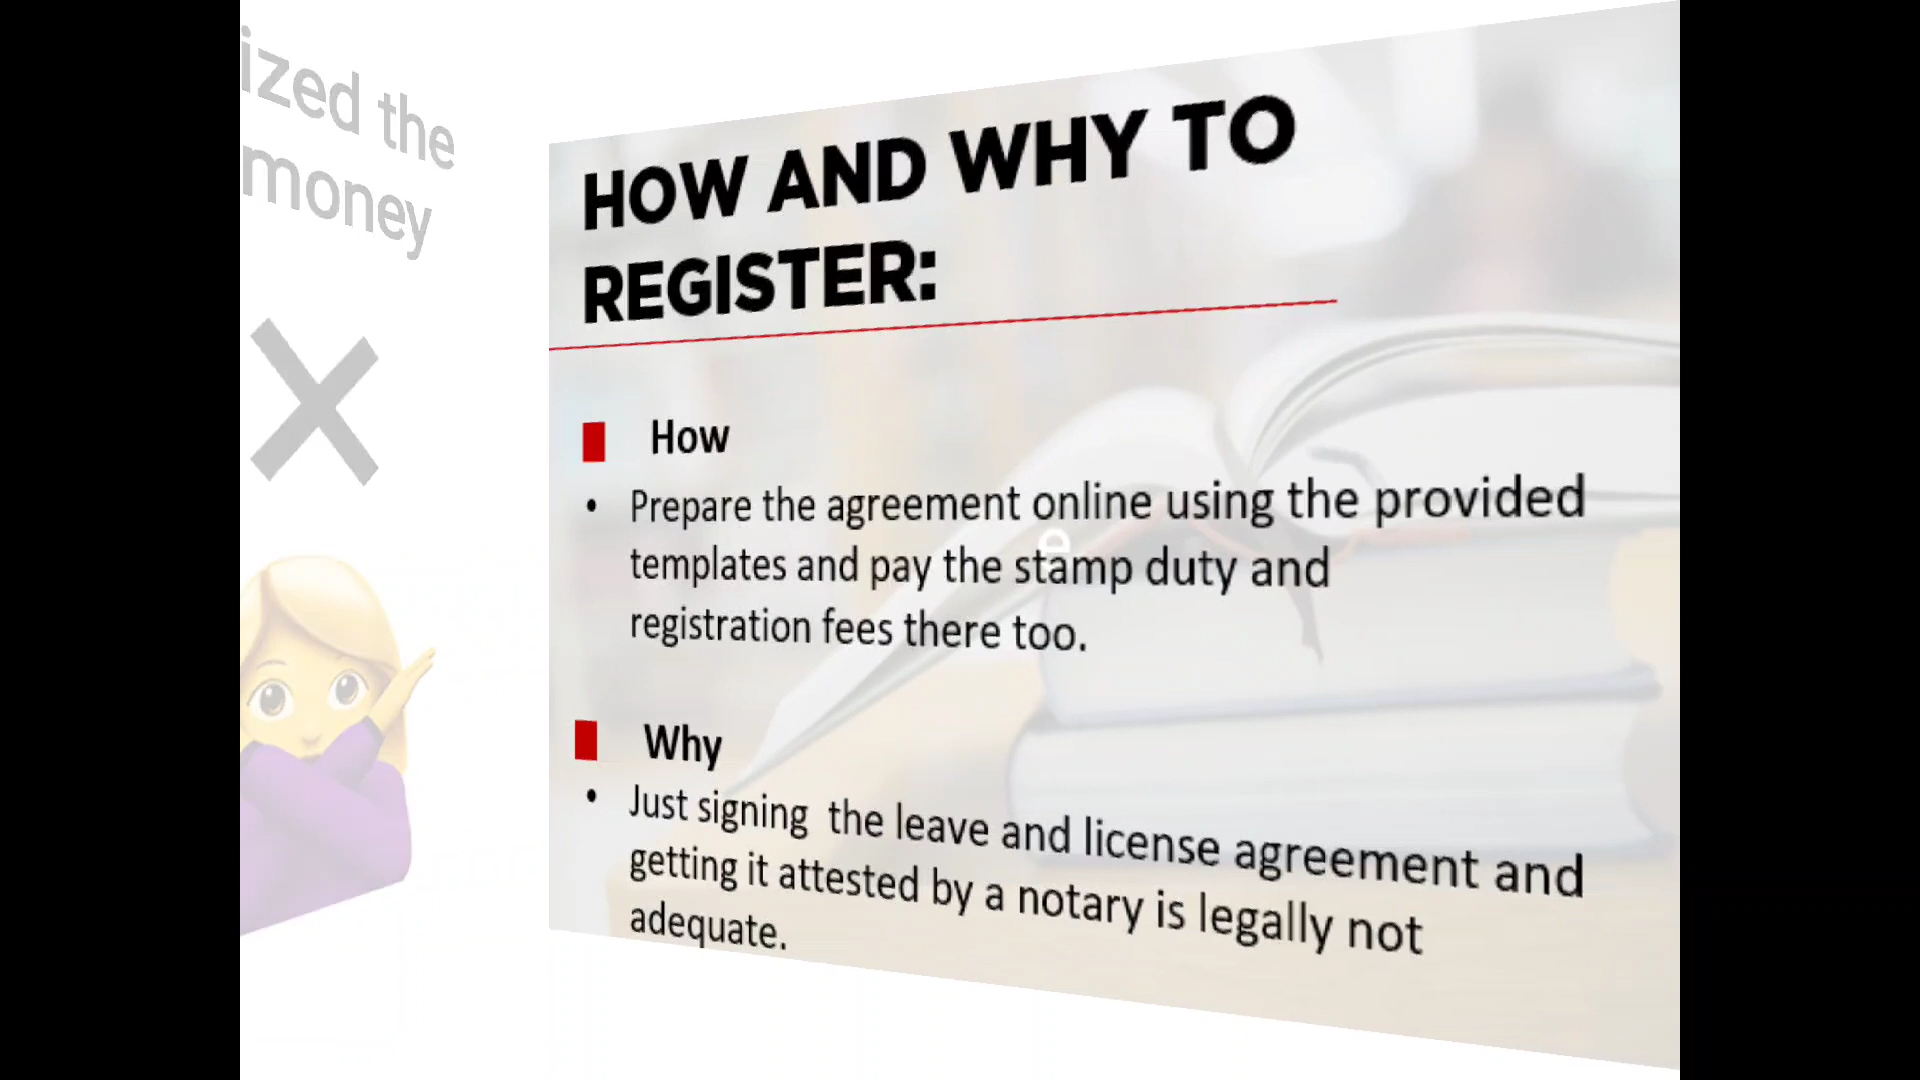 ized the
money
HOW AND WHY TO
REGISTER:
How
• Prepare the agreement online using the provided
templates and pay the stamp duty and
registration fees there too.
Why
• Just signing the leave and license agreement and
getting it attested by a notary is legally not
adequate.